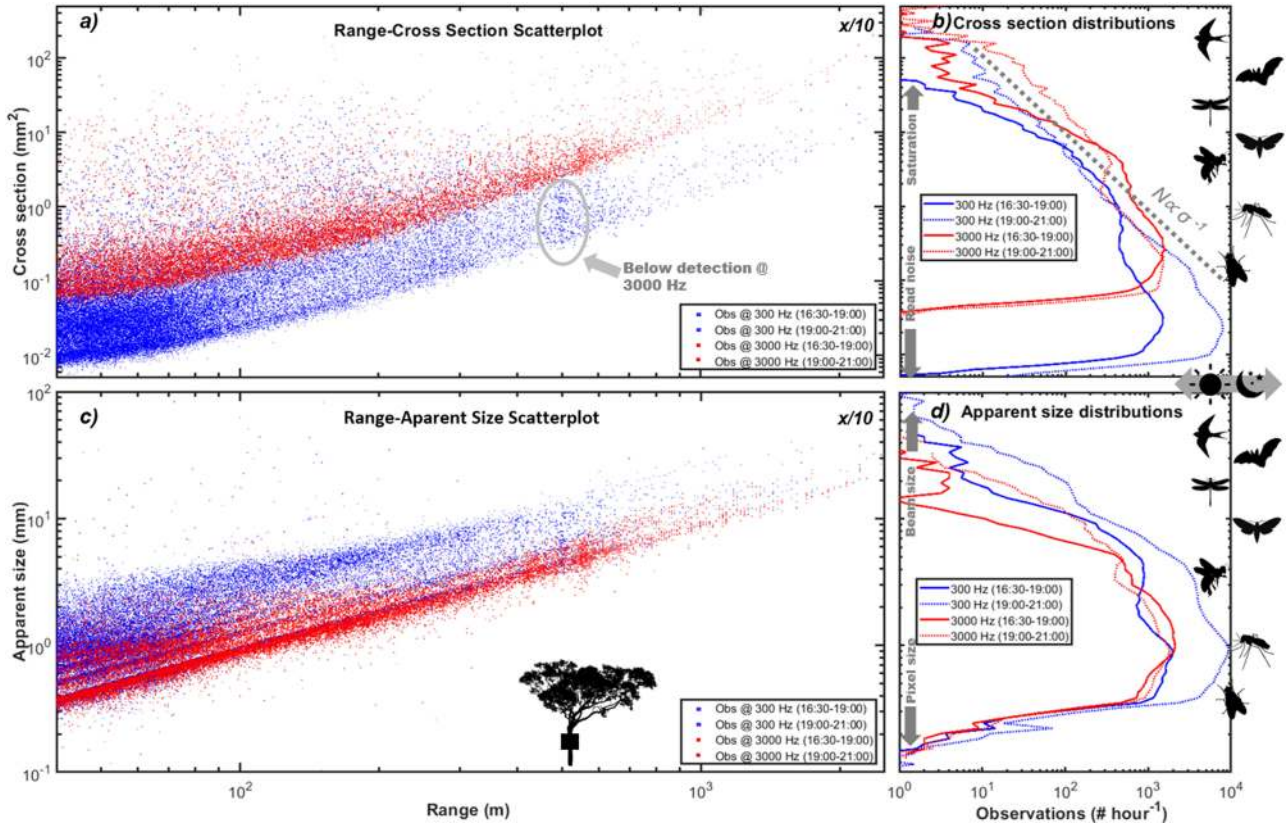 a)
Range-Cross Section Scatterplot
x/10
Cross section (mm²)
10²
10¹
10⁰
10⁻¹
10⁻²
Below detection @
3000 Hz
Obs @ 300 Hz (16:30-19:00)
Obs @ 300 Hz (19:00-21:00)
Obs @ 3000 Hz (16:30-19:00)
Obs @ 3000 Hz (19:00-21:00)
b) Cross section distributions
Saturation
Read noise
N∝σ⁻¹
300 Hz (16:30-19:00)
300 Hz (19:00-21:00)
3000 Hz (16:30-19:00)
3000 Hz (19:00-21:00)
c)
Range-Aparent Size Scatterplot
x/10
Apparent size (mm)
10²
10¹
10⁰
10⁻¹
Obs @ 300 Hz (16:30-19:00)
Obs @ 300 Hz (19:00-21:00)
Obs @ 3000 Hz (16:30-19:00)
Obs @ 3000 Hz (19:00-21:00)
10²
10³
Range (m)
d) Apparent size distributions
Beam size
Pixel size
300 Hz (16:30-19:00)
300 Hz (19:00-21:00)
3000 Hz (16:30-19:00)
3000 Hz (19:00-21:00)
10⁰ 10¹ 10² 10³ 10⁴
Observations (# hour⁻¹)